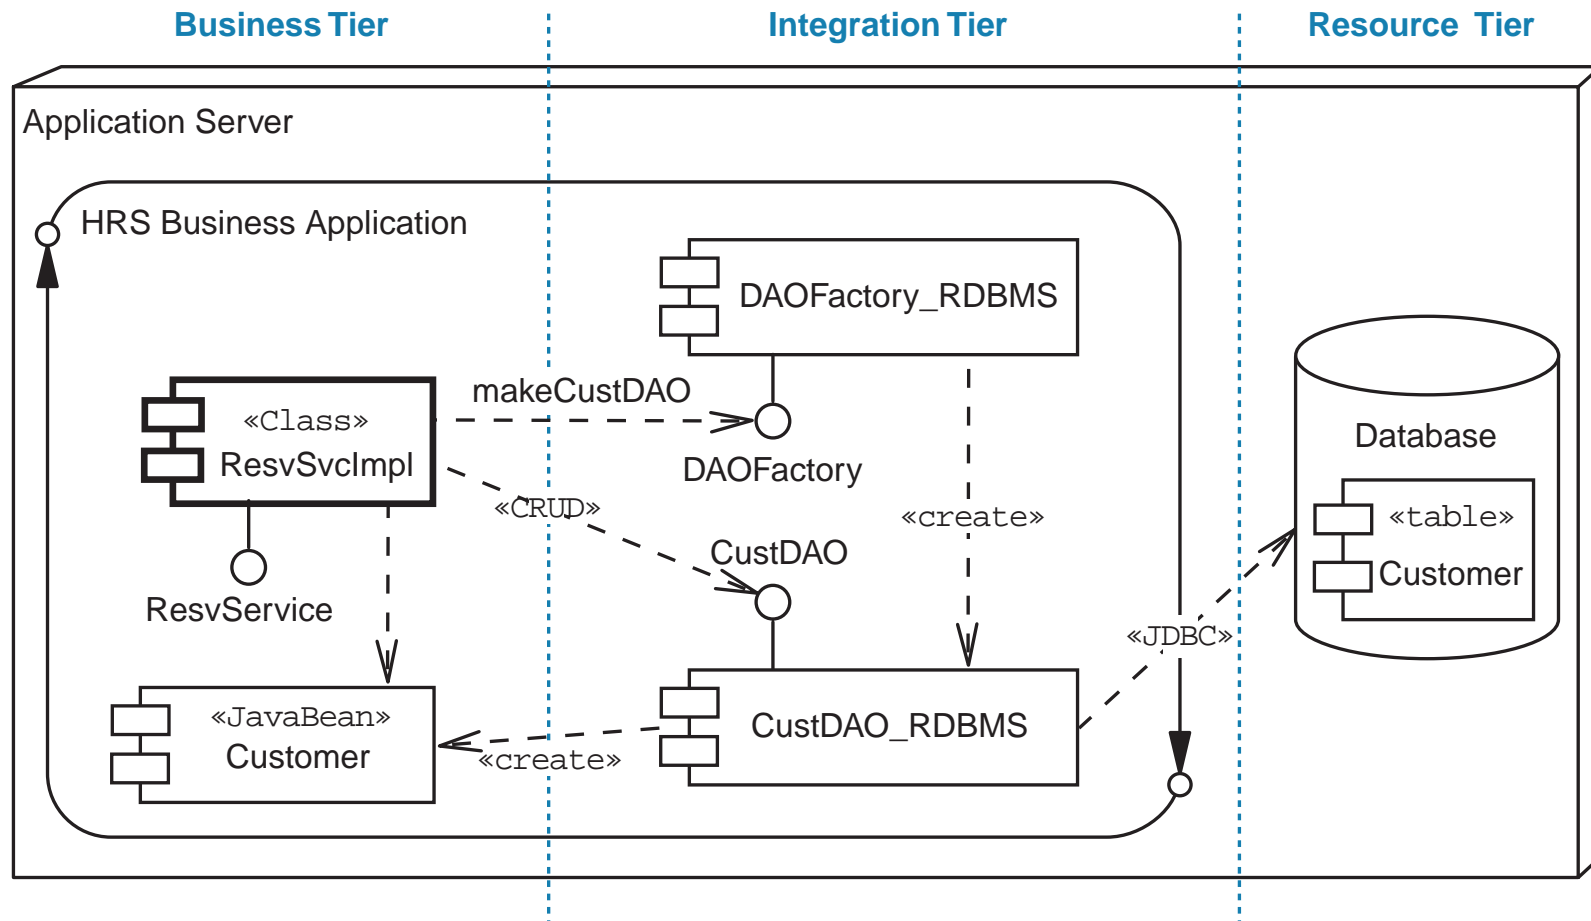 Business Tier
Integration Tier
Resource Tier
Application Server
HRS Business Application
DAOFactory_RDBMS
makeCustDAO
«Class»
ResvSvcImpl
DAOFactory
Database
«CRUD»
«create»
«table»
CustDAO
Customer
ResvService
«JDBC»
«JavaBean»
Customer
CustDAO_RDBMS
«create»